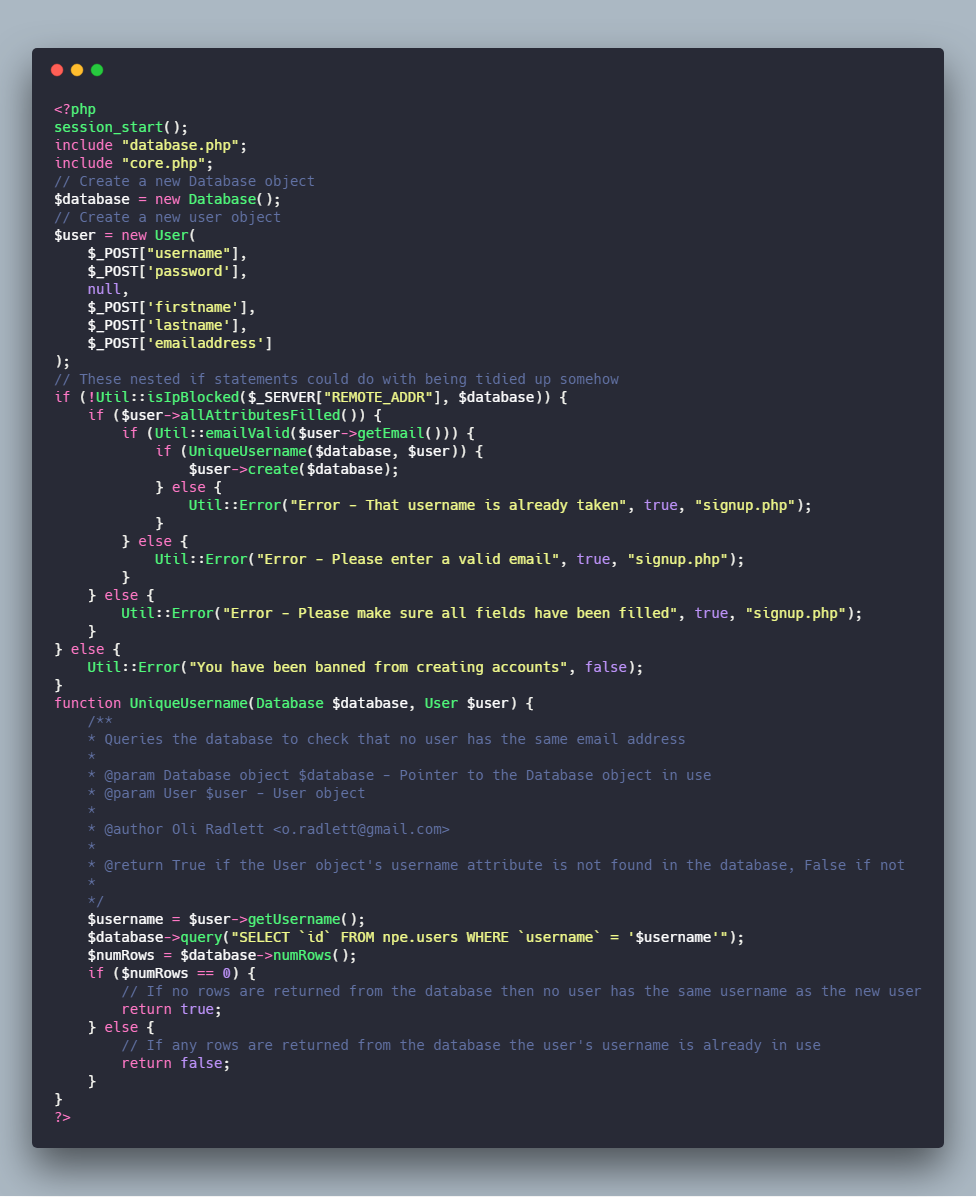 <?php
session_start();
include "database.php";
include "core.php";
// Create a new Database object
$database = new Database();
// Create a new user object
$user = new User(
    $_POST["username"],
    $_POST['password'],
    null,
    $_POST['firstname'],
    $_POST['lastname'],
    $_POST['emailaddress']
);
// These nested if statements could do with being tidied up somehow
if (!Util::isIpBlocked($_SERVER["REMOTE_ADDR"], $database)) {
    if ($user->allAttributesFilled()) {
        if (Util::emailValid($user->getEmail())) {
            if (UniqueUsername($database, $user)) {
                $user->create($database);
            } else {
                Util::Error("Error - That username is already taken", true, "signup.php");
            }
        } else {
            Util::Error("Error - Please enter a valid email", true, "signup.php");
        }
    } else {
        Util::Error("Error - Please make sure all fields have been filled", true, "signup.php");
    }
} else {
    Util::Error("You have been banned from creating accounts", false);
}
function UniqueUsername(Database $database, User $user) {
    /**
    * Queries the database to check that no user has the same email address
    *
    * @param Database object $database - Pointer to the Database object in use
    * @param User $user - User object
    *
    * @author Oli Radlett <o.radlett@gmail.com>
    *
    * @return True if the User object's username attribute is not found in the database, False if not
    *
    */
    $username = $user->getUsername();
    $database->query("SELECT `id` FROM npe.users WHERE `username` = '$username'");
    $numRows = $database->numRows();
    if ($numRows == 0) {
        // If no rows are returned from the database then no user has the same username as the new user
        return true;
    } else {
        // If any rows are returned from the database the user's username is already in use
        return false;
    }
}
?>